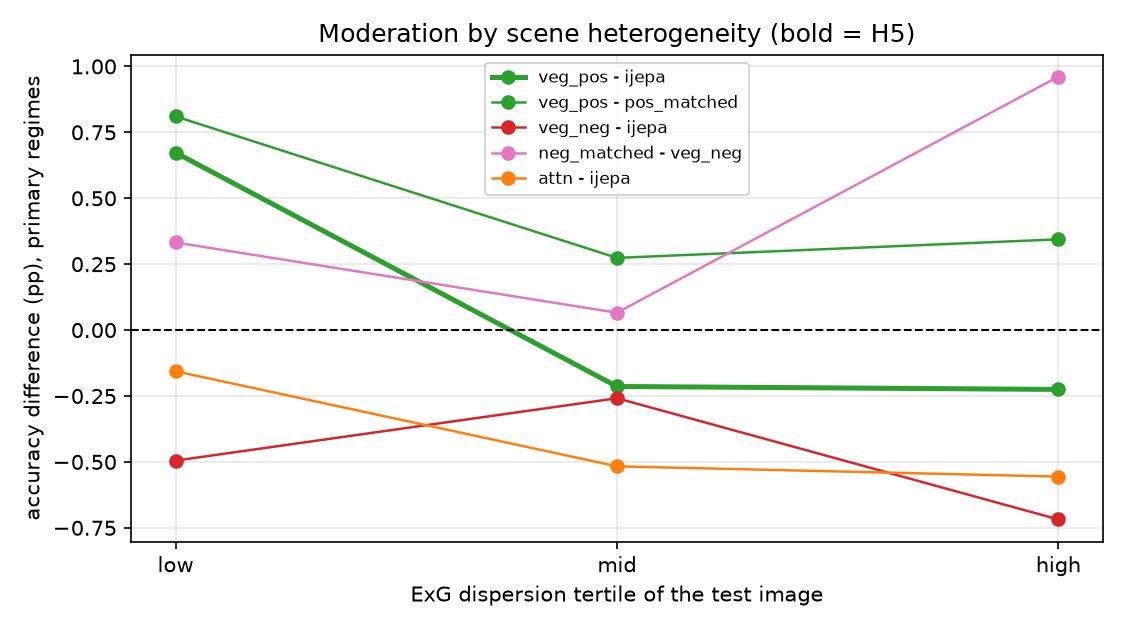 Moderation by scene heterogeneity (bold = H5)
veg_pos - ijepa
veg_pos - pos_matched
veg_neg - ijepa
neg_matched - veg_neg
attn - ijepa
accuracy difference (pp), primary regimes
1.00
0.75
0.50
0.25
0.00
−0.25
−0.50
−0.75
low
mid
high
ExG dispersion tertile of the test image